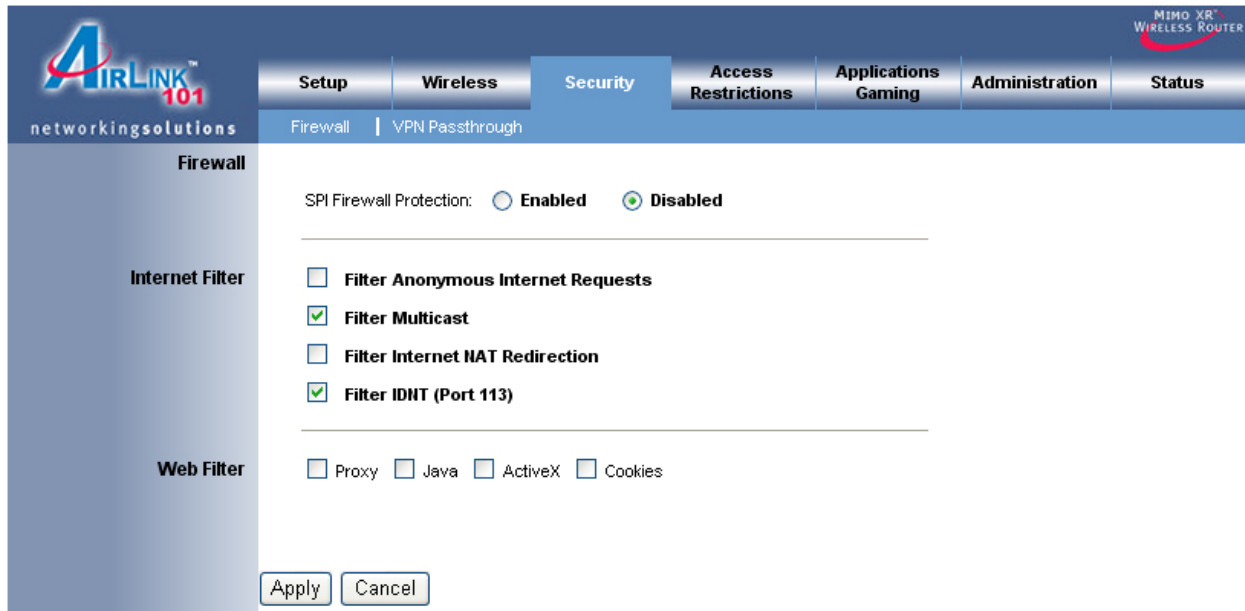 MIMO XR™
WIRELESS ROUTER
AIRLINK™
101
networkingsolutions
Setup
Wireless
Security
Access Restrictions
Applications Gaming
Administration
Status
Firewall | VPN Passthrough
Firewall
SPI Firewall Protection: Enabled Disabled
Internet Filter
Filter Anonymous Internet Requests
Filter Multicast
Filter Internet NAT Redirection
Filter IDNT (Port 113)
Web Filter
Proxy Java ActiveX Cookies
Apply Cancel